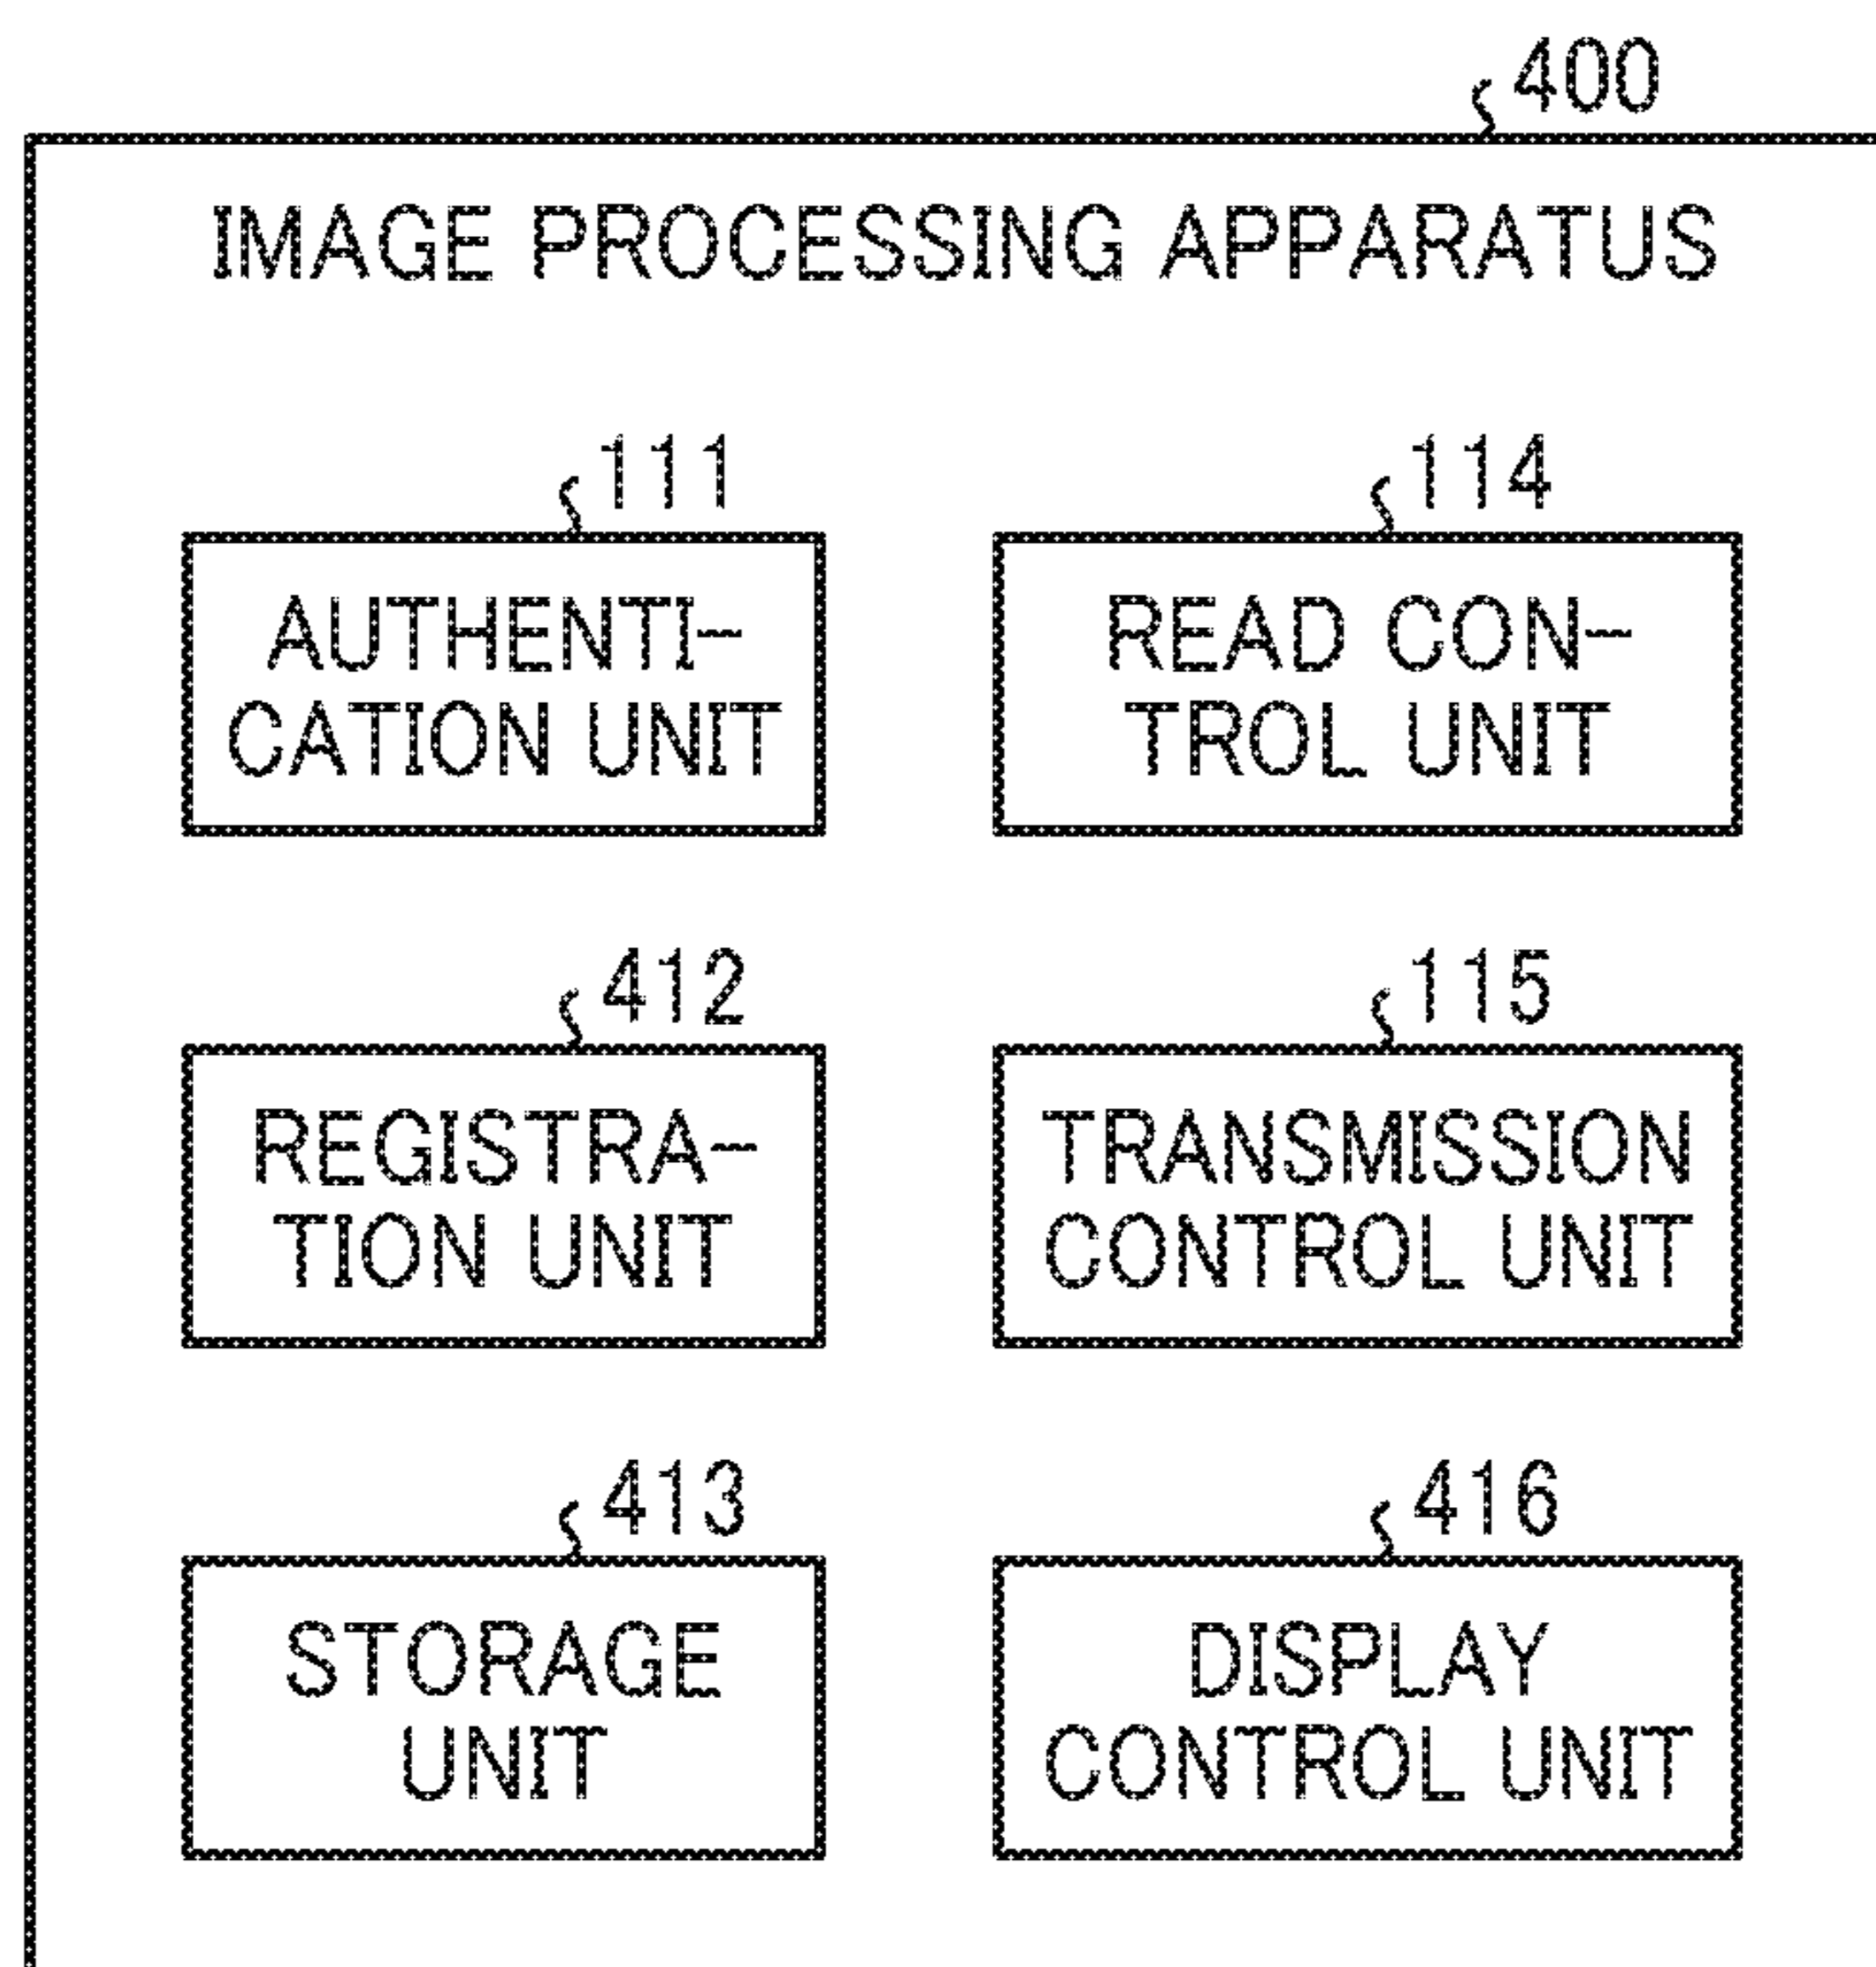 400
IMAGE PROCESSING APPARATUS
111
AUTHENTI-
CATION UNIT
114
READ CON-
TROL UNIT
412
REGISTRA-
TION UNIT
115
TRANSMISSION
CONTROL UNIT
413
STORAGE
UNIT
416
DISPLAY
CONTROL UNIT